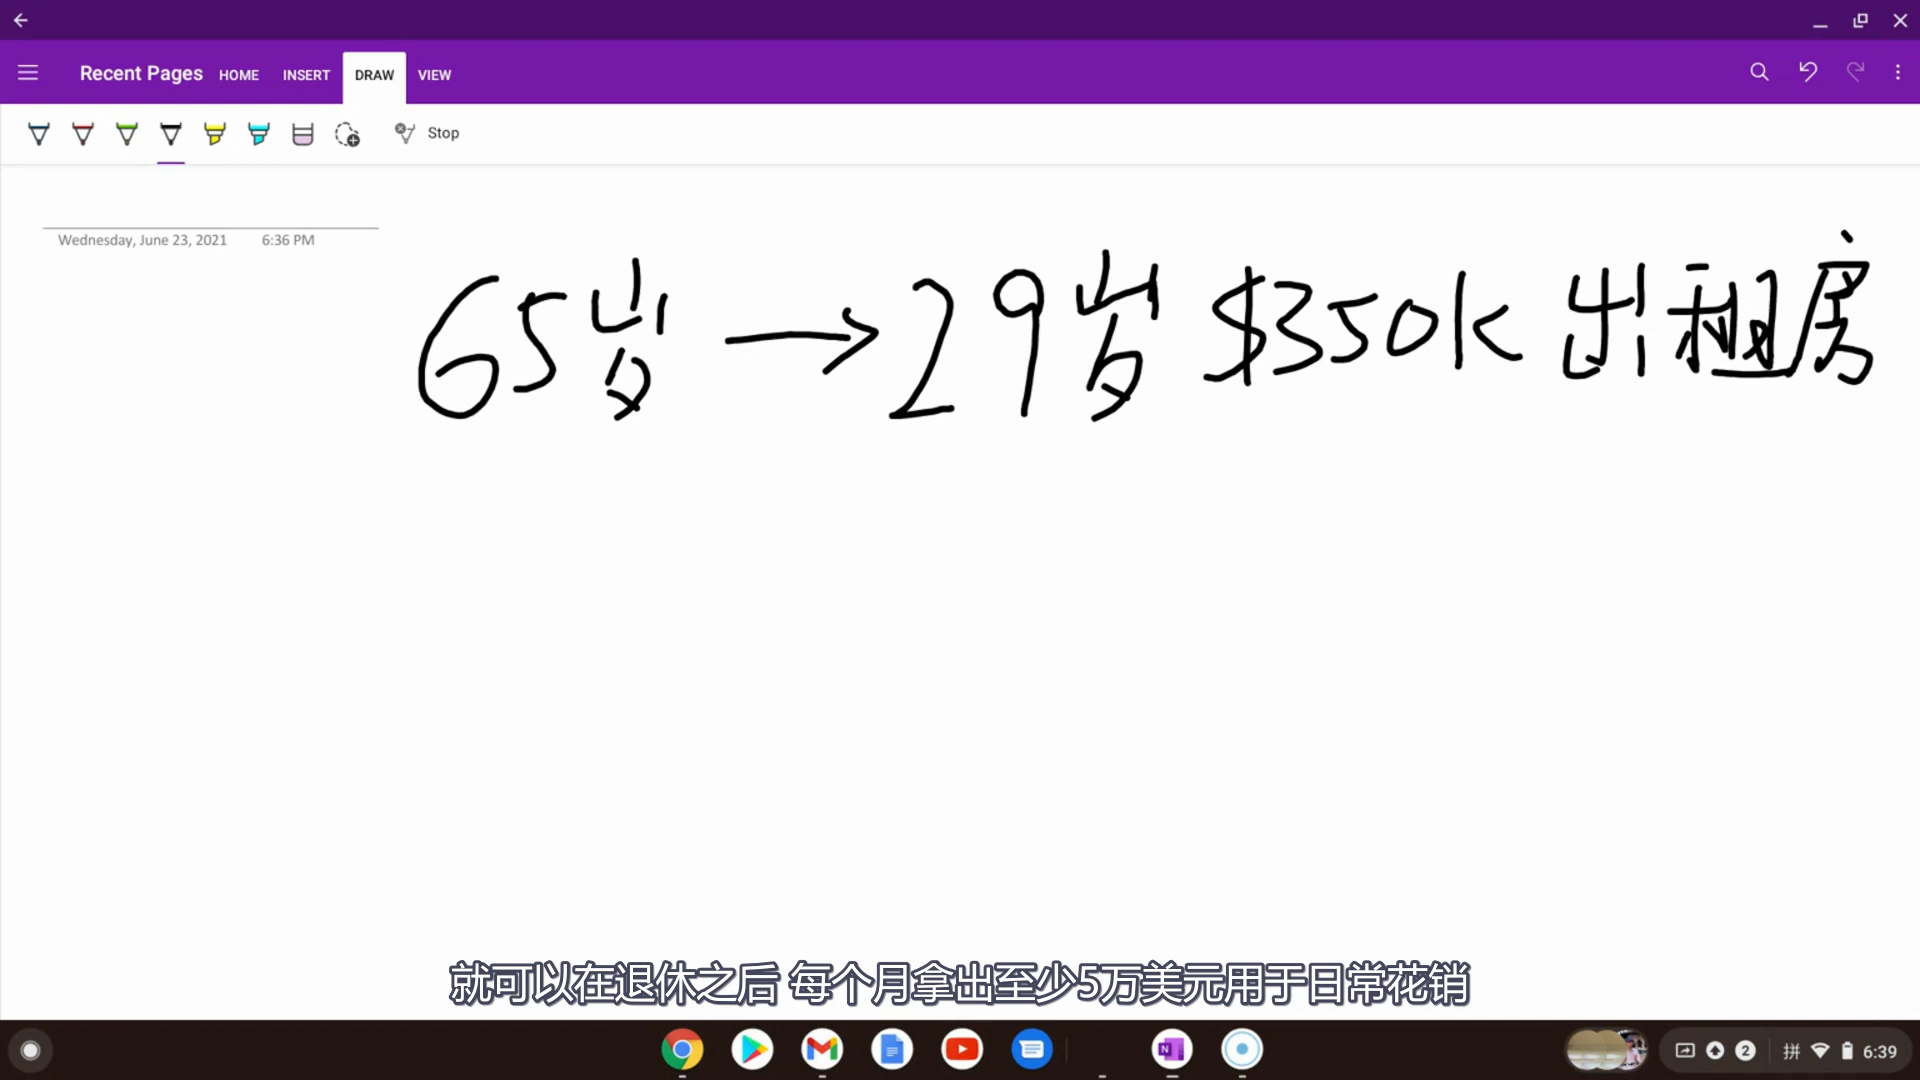 Recent Pages HOME INSERT DRAW VIEW
Stop
Wednesday, June 23, 2021 6:36 PM
65岁 → 29岁 $350k 出租房
就可以在退休之后 每个月拿出至少5万美元用于日常花销
2 拼 6:39